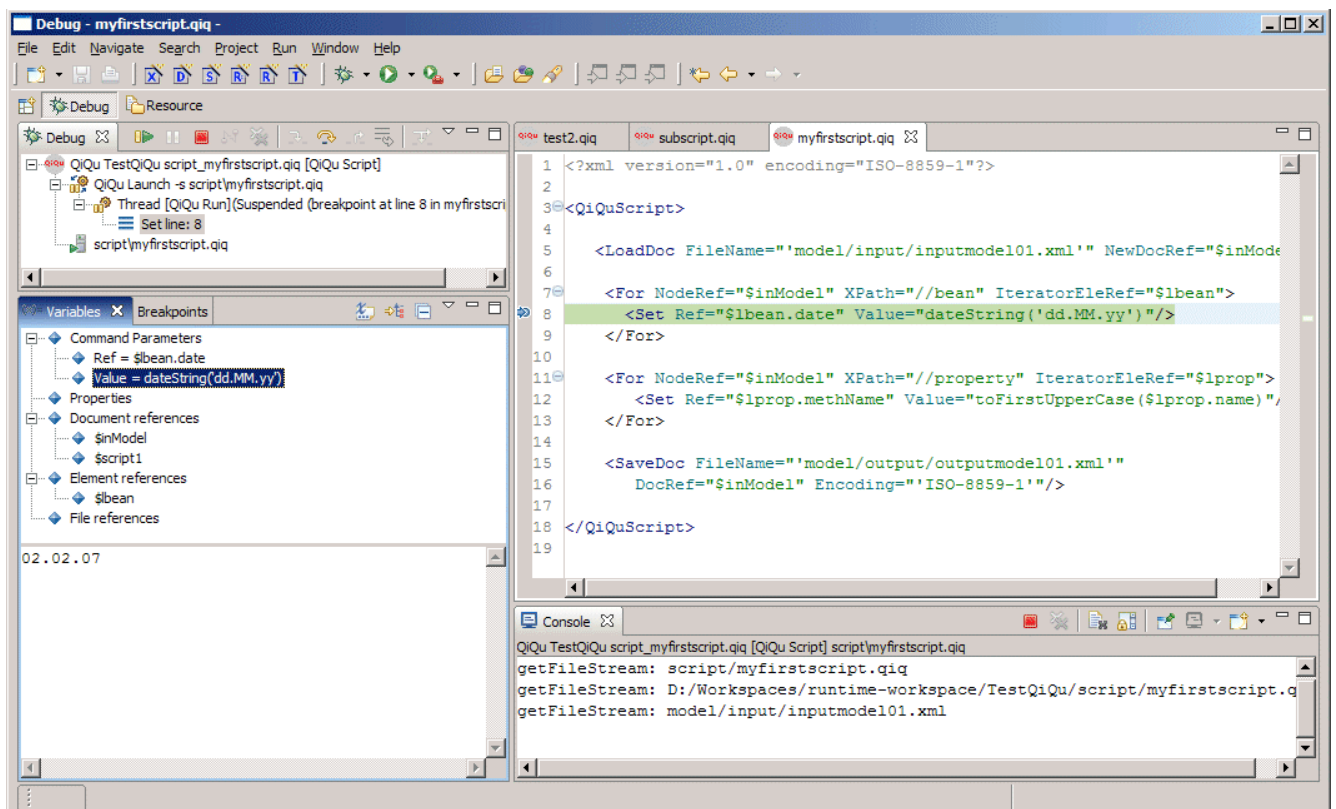 Debug - myfirstscript.qiq -
File Edit Navigate Search Project Run Window Help
X D S R R T
Debug Resource
Debug
QiQu TestQiQu script_myfirstscript.qiq [QiQu Script]
QiQu Launch -s script\myfirstscript.qiq
Thread [QiQu Run](Suspended (breakpoint at line 8 in myfirstscri
Set line: 8
script\myfirstscript.qiq
Variables Breakpoints
Command Parameters
Ref = $lbean.date
Value = dateString('dd.MM.yy')
Properties
Document references
$inModel
$script1
Element references
$lbean
File references
02.02.07
test2.qiq subscript.qiq myfirstscript.qiq
1 <?xml version="1.0" encoding="ISO-8859-1"?>
2
3 <QiQuScript>
4
5 <LoadDoc FileName="'model/input/inputmodel01.xml'" NewDocRef="$inMode
6
7 <For NodeRef="$inModel" XPath="//bean" IteratorEleRef="$lbean">
8 <Set Ref="$lbean.date" Value="dateString('dd.MM.yy')"/>
9 </For>
10
11 <For NodeRef="$inModel" XPath="//property" IteratorEleRef="$lprop">
12 <Set Ref="$lprop.methName" Value="toFirstUpperCase($lprop.name)"/
13 </For>
14
15 <SaveDoc FileName="'model/output/outputmodel01.xml'"
16 DocRef="$inModel" Encoding="'ISO-8859-1'"/>
17
18 </QiQuScript>
19
Console
QiQu TestQiQu script_myfirstscript.qiq [QiQu Script] script\myfirstscript.qiq
getFileStream: script/myfirstscript.qiq
getFileStream: D:/Workspaces/runtime-workspace/TestQiQu/script/myfirstscript.q
getFileStream: model/input/inputmodel01.xml